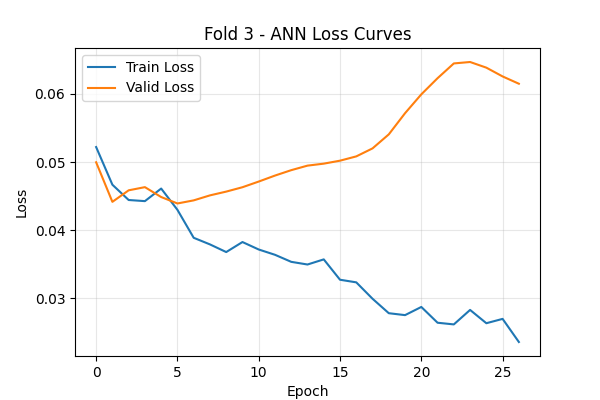 Fold 3 - ANN Loss Curves
Train Loss
Valid Loss
0.06
0.05
0.04
0.03
Loss
0 5 10 15 20 25
Epoch